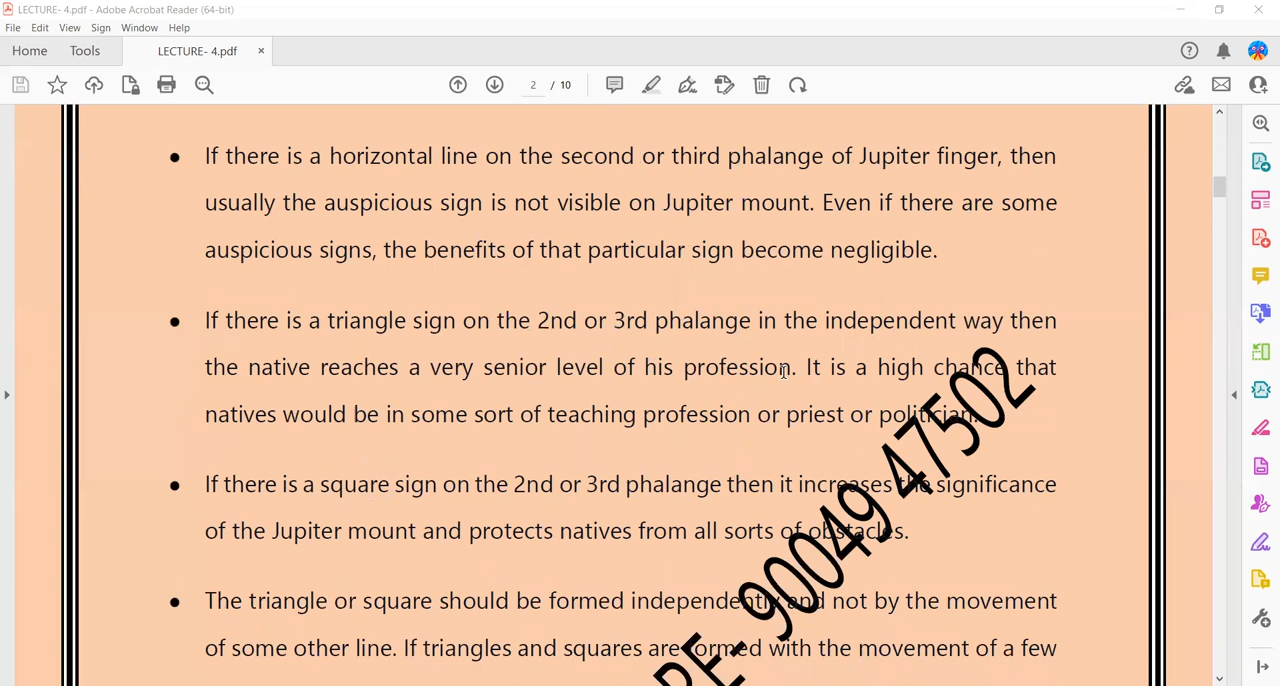 LECTURE- 4.pdf - Adobe Acrobat Reader (64-bit)
File Edit View Sign Window Help
Home Tools LECTURE- 4.pdf ×
2 / 10
If there is a horizontal line on the second or third phalange of Jupiter finger, then
usually the auspicious sign is not visible on Jupiter mount. Even if there are some
auspicious signs, the benefits of that particular sign become negligible.
If there is a triangle sign on the 2nd or 3rd phalange in the independent way then
the native reaches a very senior level of his profession. It is a high chance that
natives would be in some sort of teaching profession or priest or politician.
If there is a square sign on the 2nd or 3rd phalange then it increases the significance
of the Jupiter mount and protects natives from all sorts of obstacles.
The triangle or square should be formed independently and not by the movement
of some other line. If triangles and squares are formed with the movement of a few
RE- 90049 47502